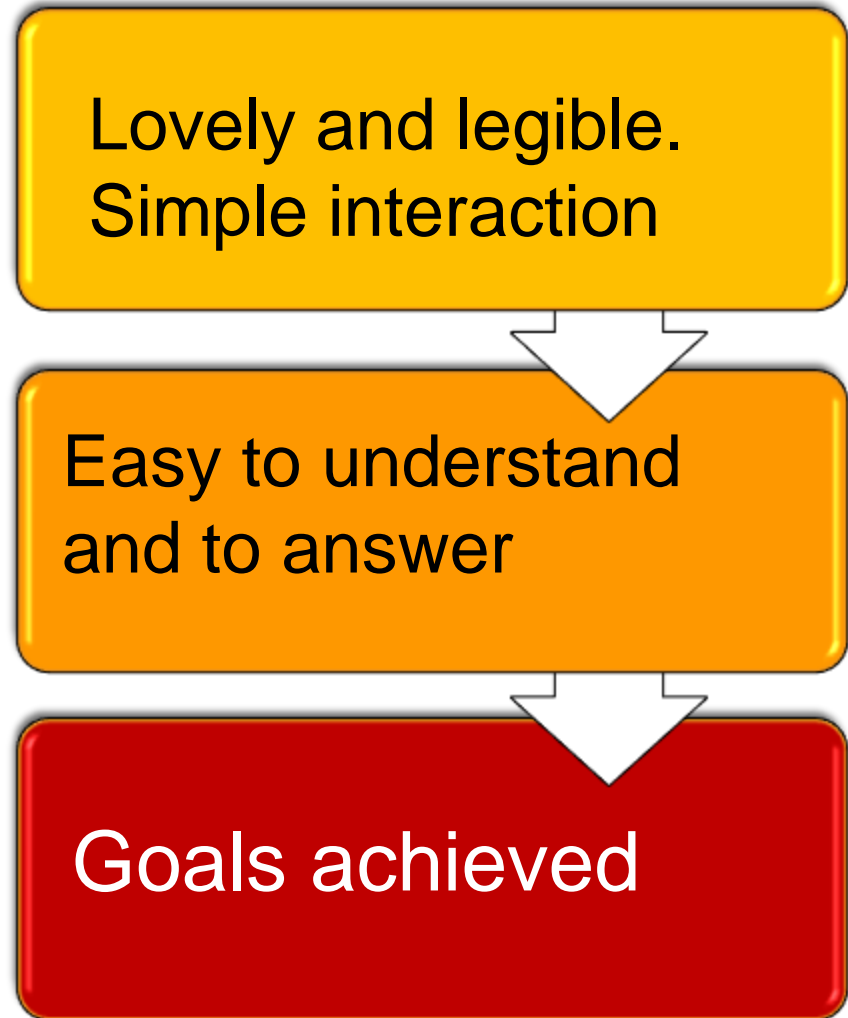 Lovely and legible.
Simple interaction
Easy to understand
and to answer
Goals achieved